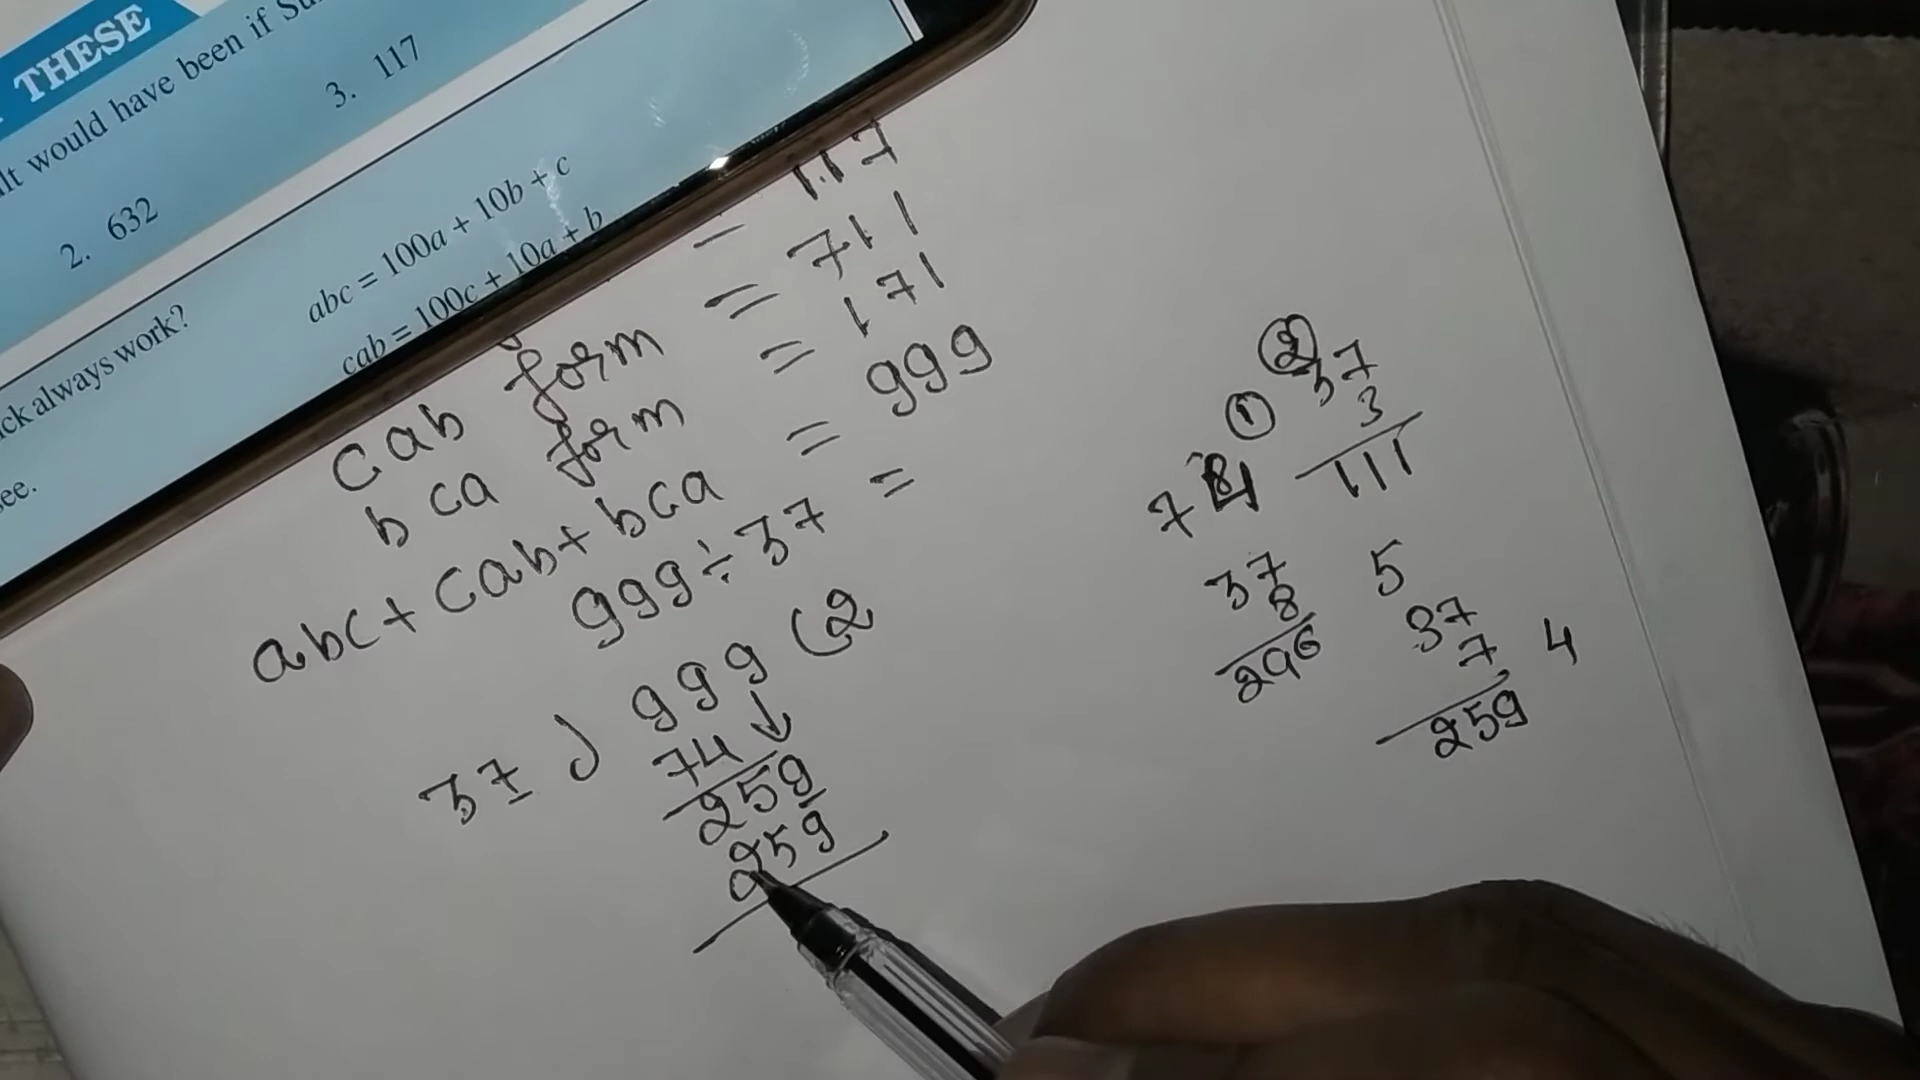 THESE
lt would have been if Su
2. 632
3. 117
ck always work?
abc = 100a + 10b + c
cab = 100c + 10a + b
ee.
- 117
cab form = 711
bca form = 171
abc + cab + bca = 999
999 ÷ 37 =
37 ) 999 ( 2
74
259
259
2
37
1
3
74
8
111
37
8
296
5
37
7
4
259